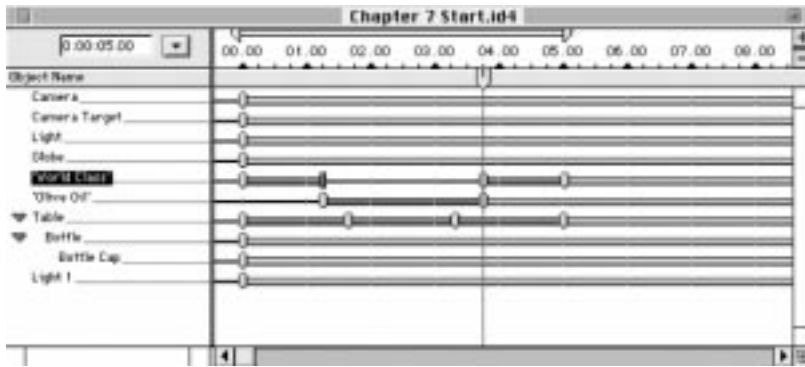 Chapter 7 Start.id4
0:00:05.00
00.00 01.00 02.00 03.00 04.00 05.00 06.00 07.00 08.00
Object Name
Camera
Camera Target
Light
Globe
"World Class"
"Olive Oil"
Table
Bottle
Bottle Cap
Light 1